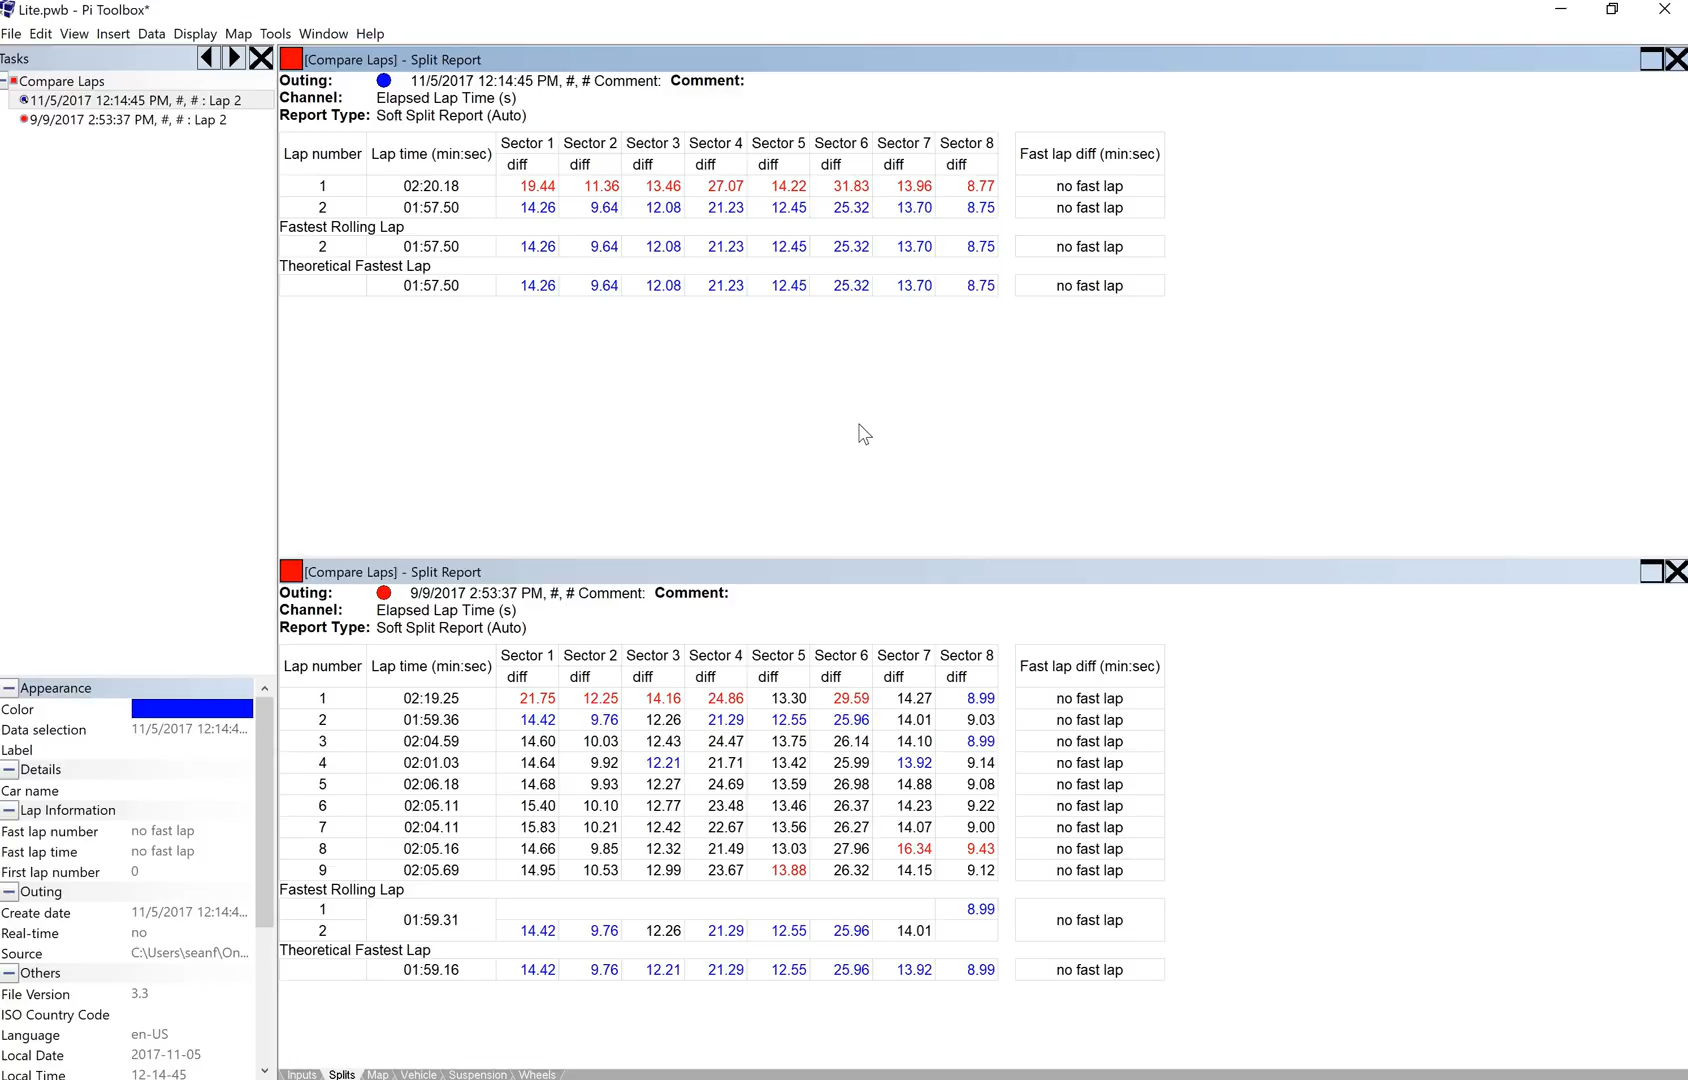 Lite.pwb - Pi Toolbox*
File Edit View Insert Data Display Map Tools Window Help
Tasks
Compare Laps
11/5/2017 12:14:45 PM, #, # : Lap 2
9/9/2017 2:53:37 PM, #, # : Lap 2
[Compare Laps] - Split Report
Outing: 11/5/2017 12:14:45 PM, #, # Comment: Comment:
Channel: Elapsed Lap Time (s)
Report Type: Soft Split Report (Auto)
Lap number Lap time (min:sec) Sector 1 Sector 2 Sector 3 Sector 4 Sector 5 Sector 6 Sector 7 Sector 8 Fast lap diff (min:sec)
diff diff diff diff diff diff diff diff
1 02:20.18 19.44 11.36 13.46 27.07 14.22 31.83 13.96 8.77 no fast lap
2 01:57.50 14.26 9.64 12.08 21.23 12.45 25.32 13.70 8.75 no fast lap
Fastest Rolling Lap
2 01:57.50 14.26 9.64 12.08 21.23 12.45 25.32 13.70 8.75 no fast lap
Theoretical Fastest Lap
01:57.50 14.26 9.64 12.08 21.23 12.45 25.32 13.70 8.75 no fast lap
[Compare Laps] - Split Report
Outing: 9/9/2017 2:53:37 PM, #, # Comment: Comment:
Channel: Elapsed Lap Time (s)
Report Type: Soft Split Report (Auto)
Lap number Lap time (min:sec) Sector 1 Sector 2 Sector 3 Sector 4 Sector 5 Sector 6 Sector 7 Sector 8 Fast lap diff (min:sec)
diff diff diff diff diff diff diff diff
1 02:19.25 21.75 12.25 14.16 24.86 13.30 29.59 14.27 8.99 no fast lap
2 01:59.36 14.42 9.76 12.26 21.29 12.55 25.96 14.01 9.03 no fast lap
3 02:04.59 14.60 10.03 12.43 24.47 13.75 26.14 14.10 8.99 no fast lap
4 02:01.03 14.64 9.92 12.21 21.71 13.42 25.99 13.92 9.14 no fast lap
5 02:06.18 14.68 9.93 12.27 24.69 13.59 26.98 14.88 9.08 no fast lap
6 02:05.11 15.40 10.10 12.77 23.48 13.46 26.37 14.23 9.22 no fast lap
7 02:04.11 15.83 10.21 12.42 22.67 13.56 26.27 14.07 9.00 no fast lap
8 02:05.16 14.66 9.85 12.32 21.49 13.03 27.96 16.34 9.43 no fast lap
9 02:05.69 14.95 10.53 12.99 23.67 13.88 26.32 14.15 9.12 no fast lap
Fastest Rolling Lap
1 8.99
01:59.31 no fast lap
2 14.42 9.76 12.26 21.29 12.55 25.96 14.01
Theoretical Fastest Lap
01:59.16 14.42 9.76 12.21 21.29 12.55 25.96 13.92 8.99 no fast lap
Appearance
Color
Data selection 11/5/2017 12:14:4...
Label
Details
Car name
Lap Information
Fast lap number no fast lap
Fast lap time no fast lap
First lap number 0
Outing
Create date 11/5/2017 12:14:4...
Real-time no
Source C:\Users\seanf\On...
Others
File Version 3.3
ISO Country Code
Language en-US
Local Date 2017-11-05
Local Time 12-14-45
Inputs Splits Map Vehicle Suspension Wheels